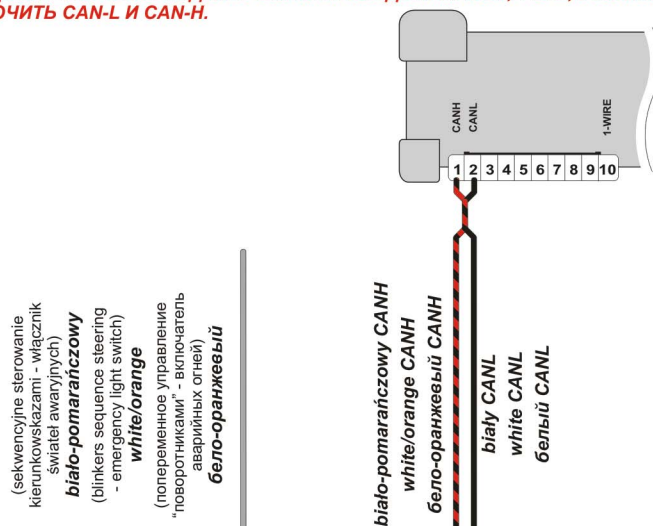 ЮЧИТЬ CAN-L И CAN-H.
CANH
CANL
1-WIRE
1 2 3 4 5 6 7 8 9 10
(sekwencyjne sterowanie
kierunkowskazami - włącznik
świateł awaryjnych)
biało-pomarańczowy
(blinkers sequence steering
- emergency light switch)
white/orange
(попеременное управление
"поворотниками" - включатель
аварийных огней)
бело-оранжевый
biało-pomarańczowy CANH
white/orange CANH
бело-оранжевый CANH
biały CANL
white CANL
белый CANL